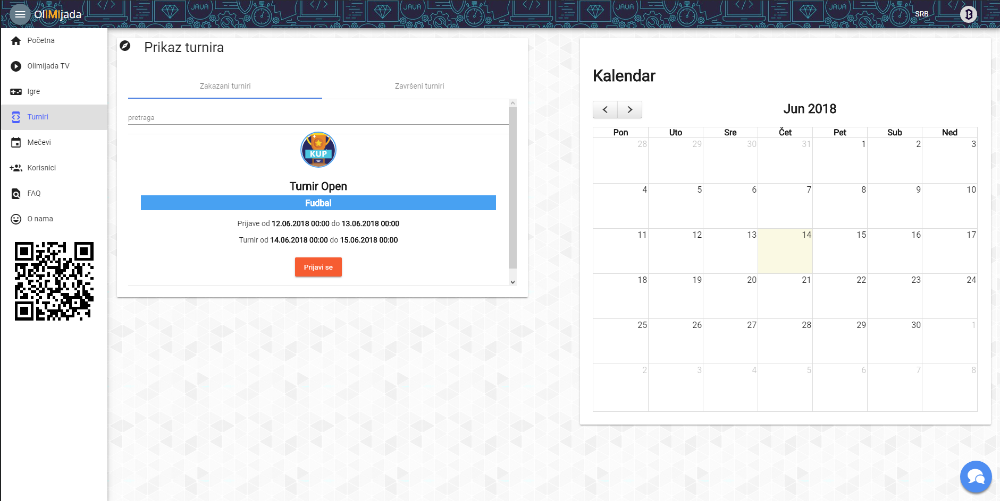 OliMIjada
JAVA JAVA JAVA JAVA
SRB
Početna
Olimijada TV
Igre
Turniri
Mečevi
Korisnici
FAQ
O nama
Prikaz turnira
Zakazani turniri
Završeni turniri
pretraga
KUP
Turnir Open
Fudbal
Prijave od 12.06.2018 00:00 do 13.06.2018 00:00
Turnir od 14.06.2018 00:00 do 15.06.2018 00:00
Prijavi se
Kalendar
Jun 2018
Pon Uto Sre Čet Pet Sub Ned
28 29 30 31 1 2 3
4 5 6 7 8 9 10
11 12 13 14 15 16 17
18 19 20 21 22 23 24
25 26 27 28 29 30 1
2 3 4 5 6 7 8